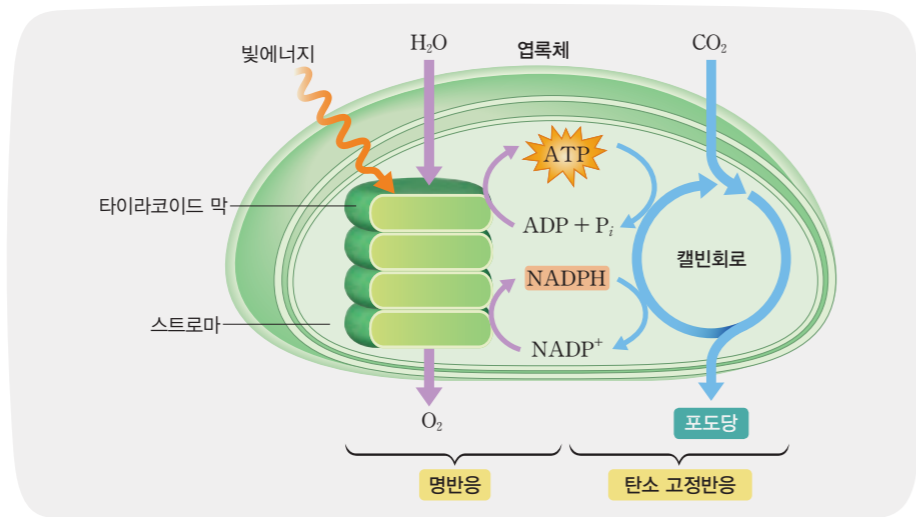 빛에너지
H₂O
엽록체
CO₂
ATP
타이라코이드 막
ADP + Pᵢ
캘빈회로
NADPH
스트로마
NADP⁺
O₂
포도당
명반응
탄소 고정반응